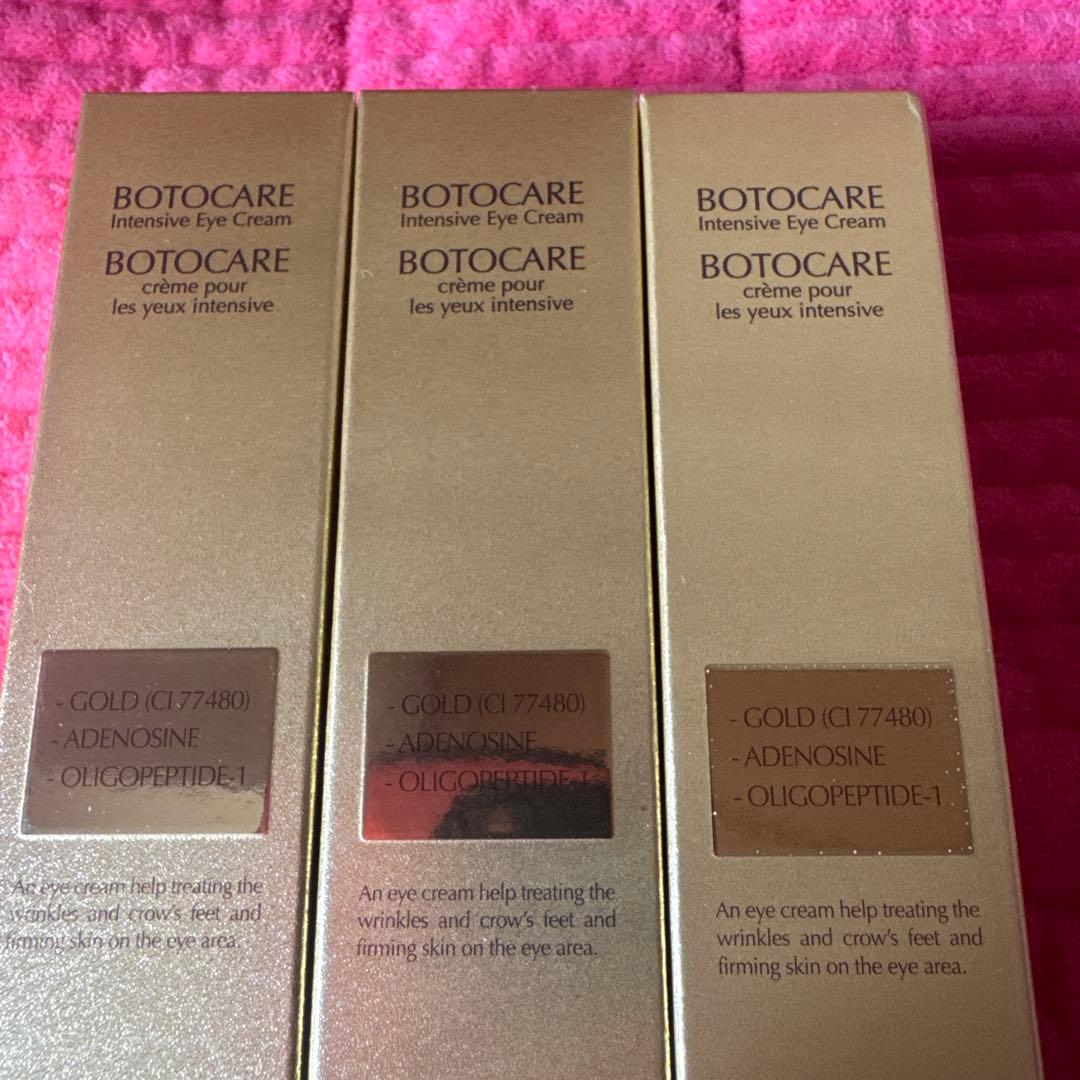 BOTOCARE
Intensive Eye Cream
BOTOCARE
crème pour
les yeux intensive
- GOLD (CI 77480)
- ADENOSINE
- OLIGOPEPTIDE-1
An eye cream help treating the
wrinkles and crow's feet and
firming skin on the eye area.
BOTOCARE
Intensive Eye Cream
BOTOCARE
crème pour
les yeux intensive
- GOLD (CI 77480)
- ADENOSINE
- OLIGOPEPTIDE-1
An eye cream help treating the
wrinkles and crow's feet and
firming skin on the eye area.
BOTOCARE
Intensive Eye Cream
BOTOCARE
crème pour
les yeux intensive
- GOLD (CI 77480)
- ADENOSINE
- OLIGOPEPTIDE-1
An eye cream help treating the
wrinkles and crow's feet and
firming skin on the eye area.